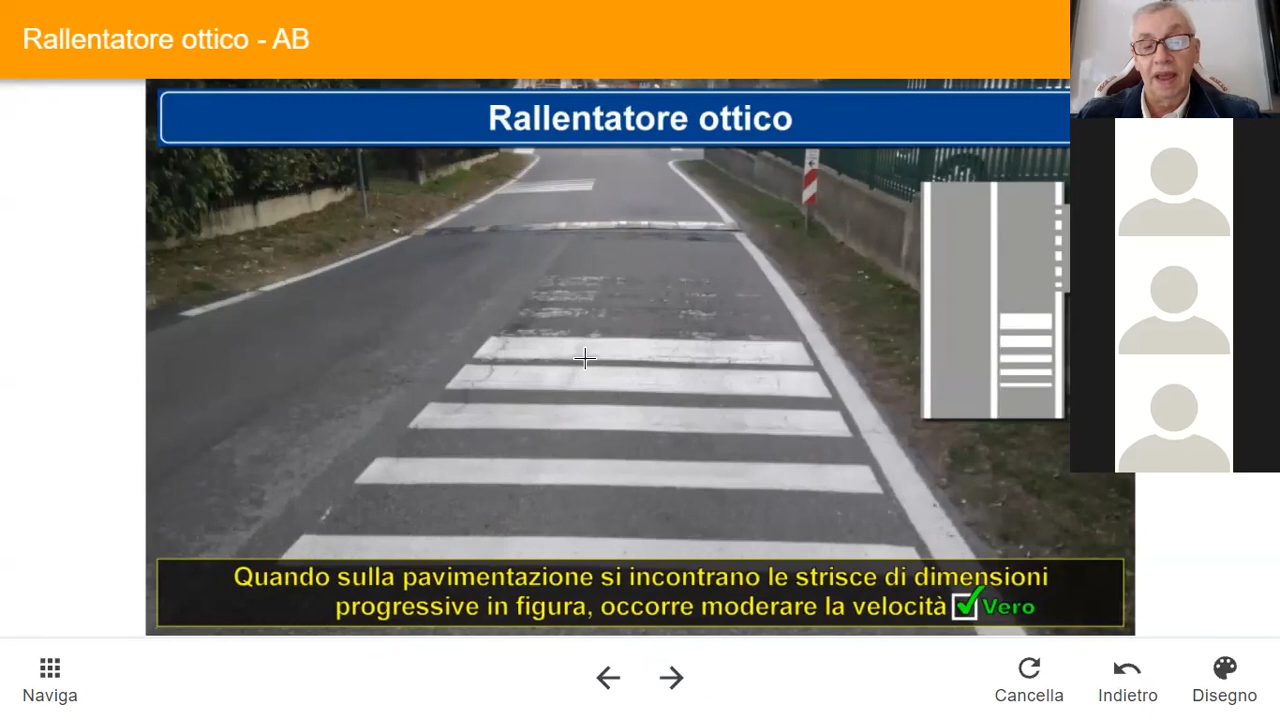 Rallentatore ottico - AB
Rallentatore ottico
Quando sulla pavimentazione si incontrano le strisce di dimensioni
progressive in figura, occorre moderare la velocità Vero
Naviga
Cancella
Indietro
Disegno